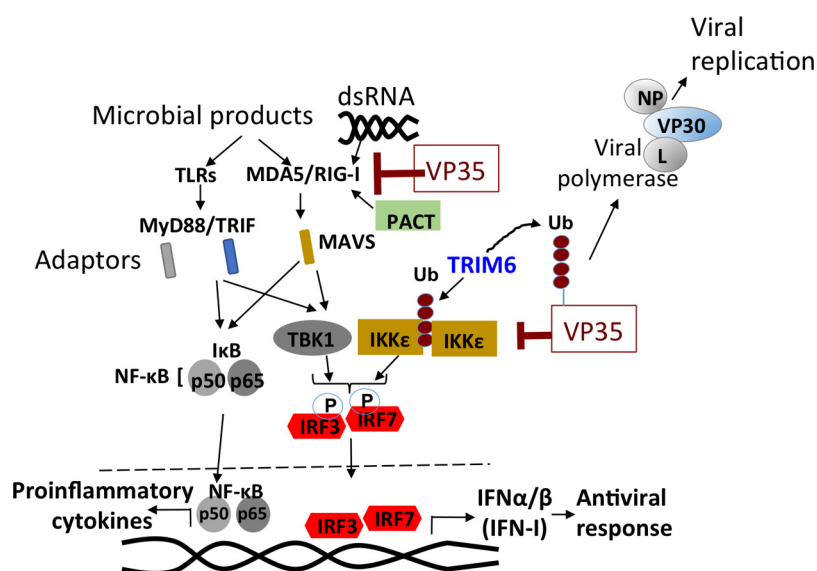 Viral
replication
NP
VP30
L
Viral
polymerase
dsRNA
Microbial products
TLRs
MDA5/RIG-I
VP35
PACT
MyD88/TRIF
MAVS
Adaptors
Ub
TRIM6
Ub
TBK1
IKKε
IKKε
VP35
IκB
NF-κB [
p50
p65
P
P
IRF3
IRF7
Proinflammatory
cytokines
NF-κB
p50
p65
IRF3
IRF7
IFNα/β
(IFN-I)
Antiviral
response